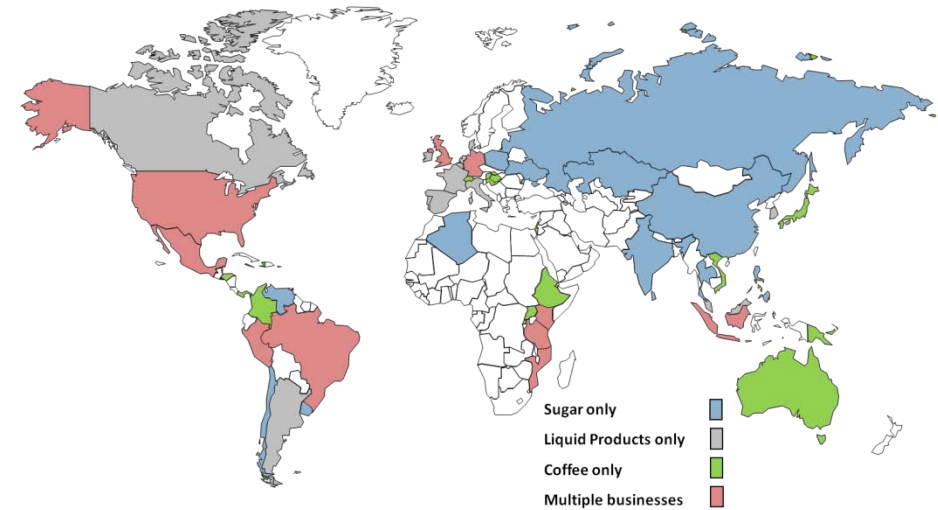 Sugar only
Liquid Products only
Coffee only
Multiple businesses